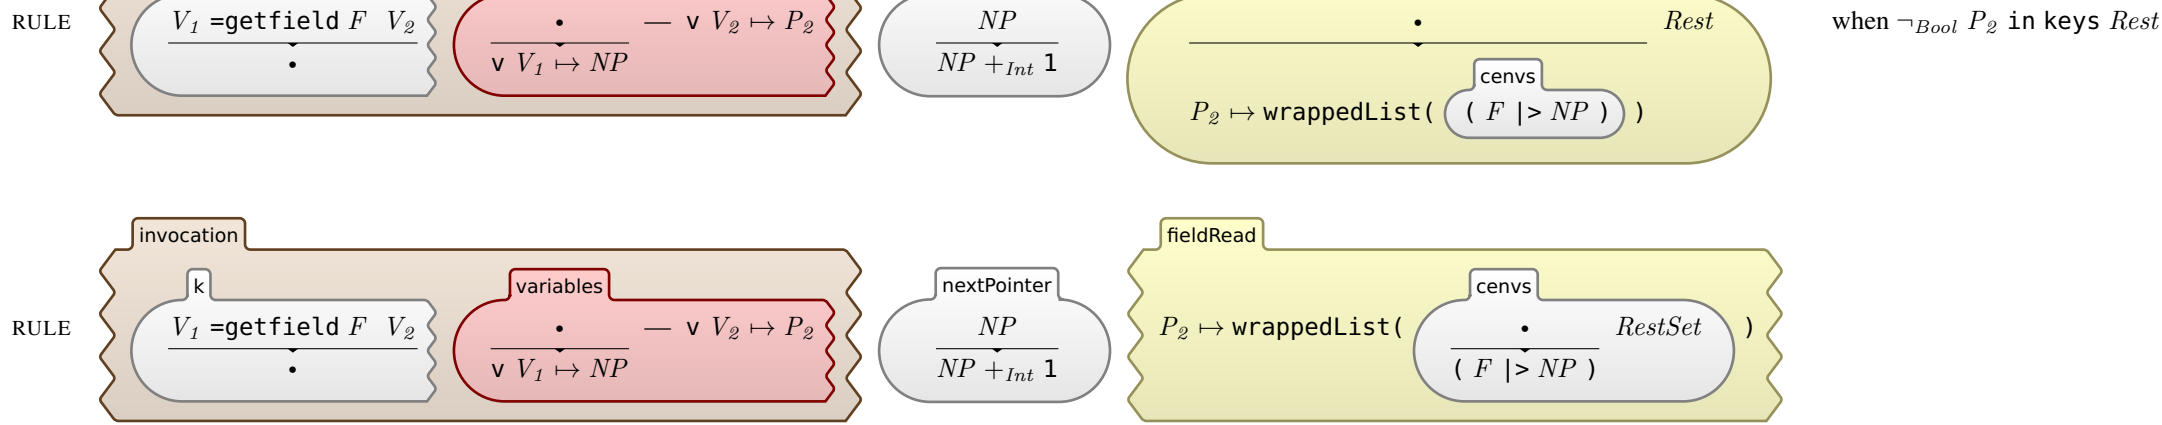 RULE V₁ =getfield F V₂ • — v V₂ ↦ P₂ NP • Rest when ¬Bool P₂ in keys Rest
• v V₁ ↦ NP NP +Int 1
cenvs
P₂ ↦ wrappedList( ( F |> NP ) )
invocation fieldRead
k variables nextPointer cenvs
RULE V₁ =getfield F V₂ • — v V₂ ↦ P₂ NP P₂ ↦ wrappedList( • RestSet )
• v V₁ ↦ NP NP +Int 1 ( F |> NP )